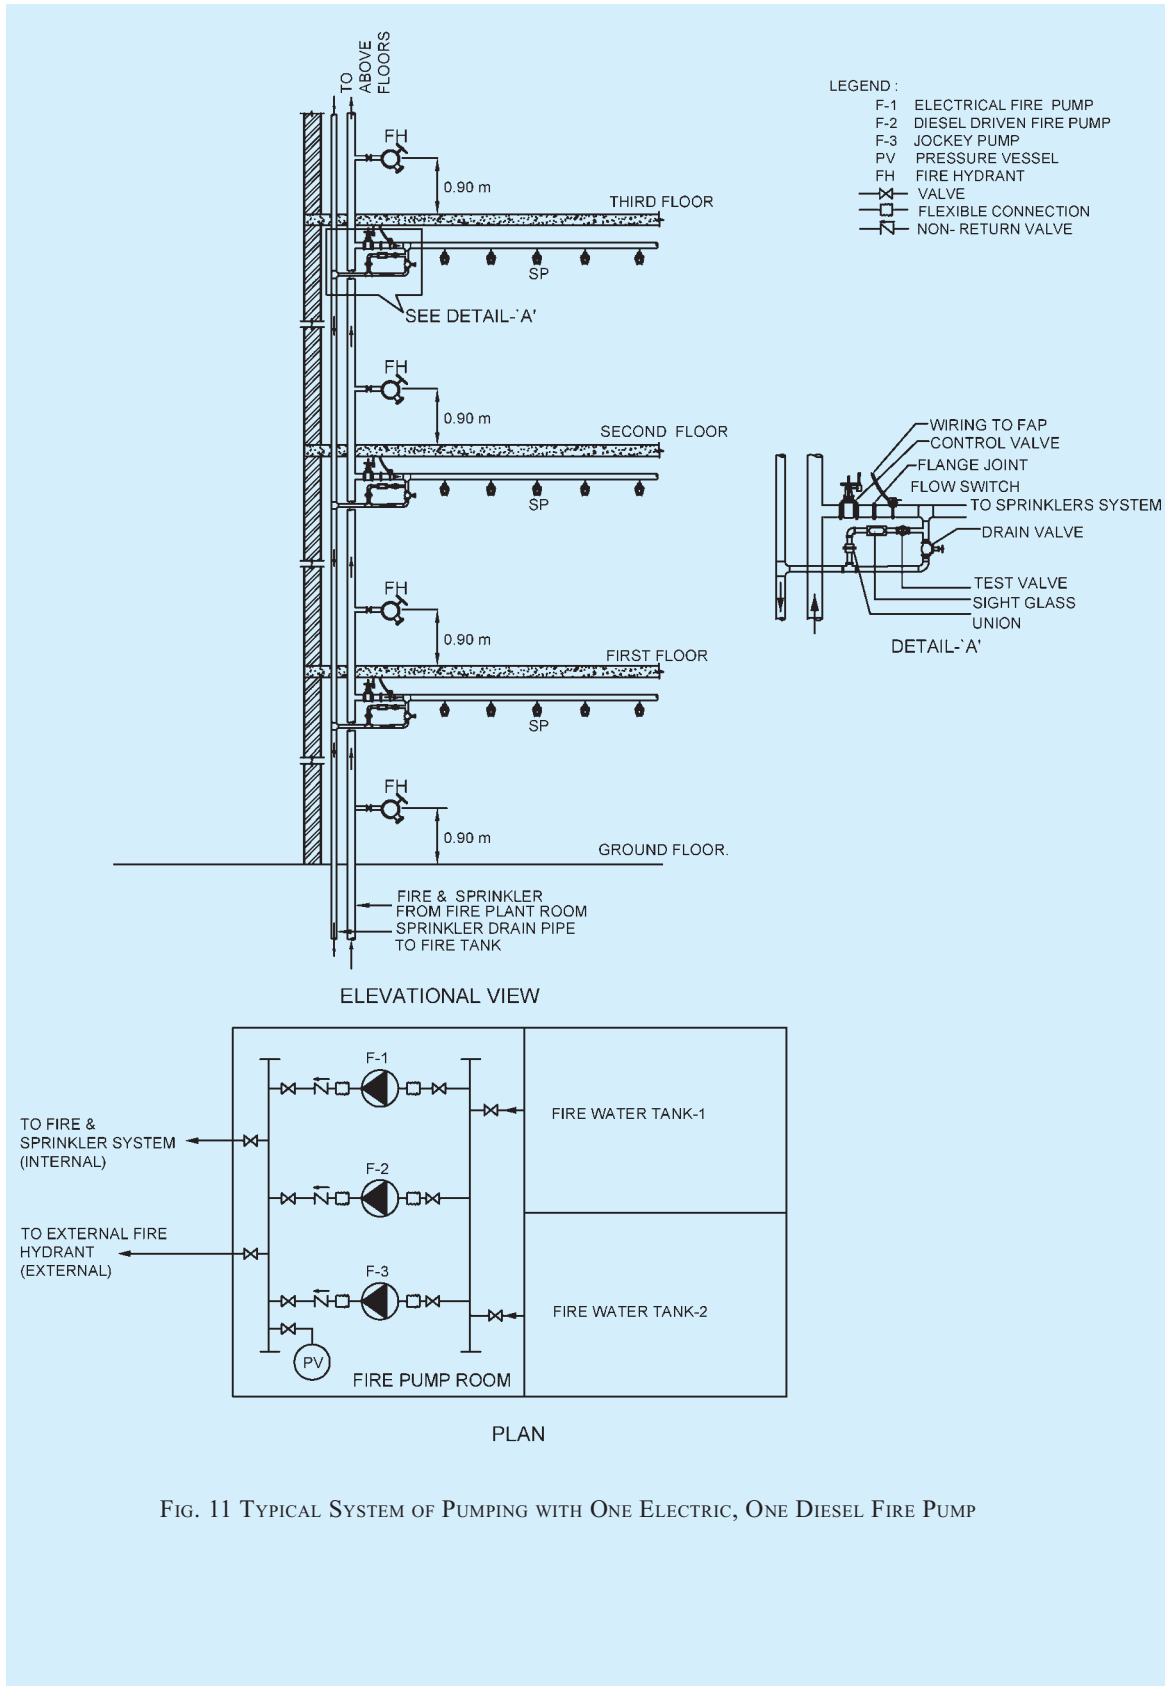 TO
ABOVE
FLOORS
LEGEND :
F-1 ELECTRICAL FIRE PUMP
F-2 DIESEL DRIVEN FIRE PUMP
F-3 JOCKEY PUMP
PV PRESSURE VESSEL
FH FIRE HYDRANT
VALVE
FLEXIBLE CONNECTION
NON- RETURN VALVE
FH
0.90 m
THIRD FLOOR
SP
SEE DETAIL-`A'
FH
0.90 m
SECOND FLOOR
SP
WIRING TO FAP
CONTROL VALVE
FLANGE JOINT
FLOW SWITCH
TO SPRINKLERS SYSTEM
DRAIN VALVE
TEST VALVE
SIGHT GLASS
UNION
DETAIL-`A'
FH
0.90 m
FIRST FLOOR
SP
FH
0.90 m
GROUND FLOOR.
FIRE & SPRINKLER
FROM FIRE PLANT ROOM
SPRINKLER DRAIN PIPE
TO FIRE TANK
ELEVATIONAL VIEW
F-1
FIRE WATER TANK-1
TO FIRE &
SPRINKLER SYSTEM
(INTERNAL)
F-2
TO EXTERNAL FIRE
HYDRANT
(EXTERNAL)
F-3
FIRE WATER TANK-2
PV
FIRE PUMP ROOM
PLAN
FIG. 11 TYPICAL SYSTEM OF PUMPING WITH ONE ELECTRIC, ONE DIESEL FIRE PUMP